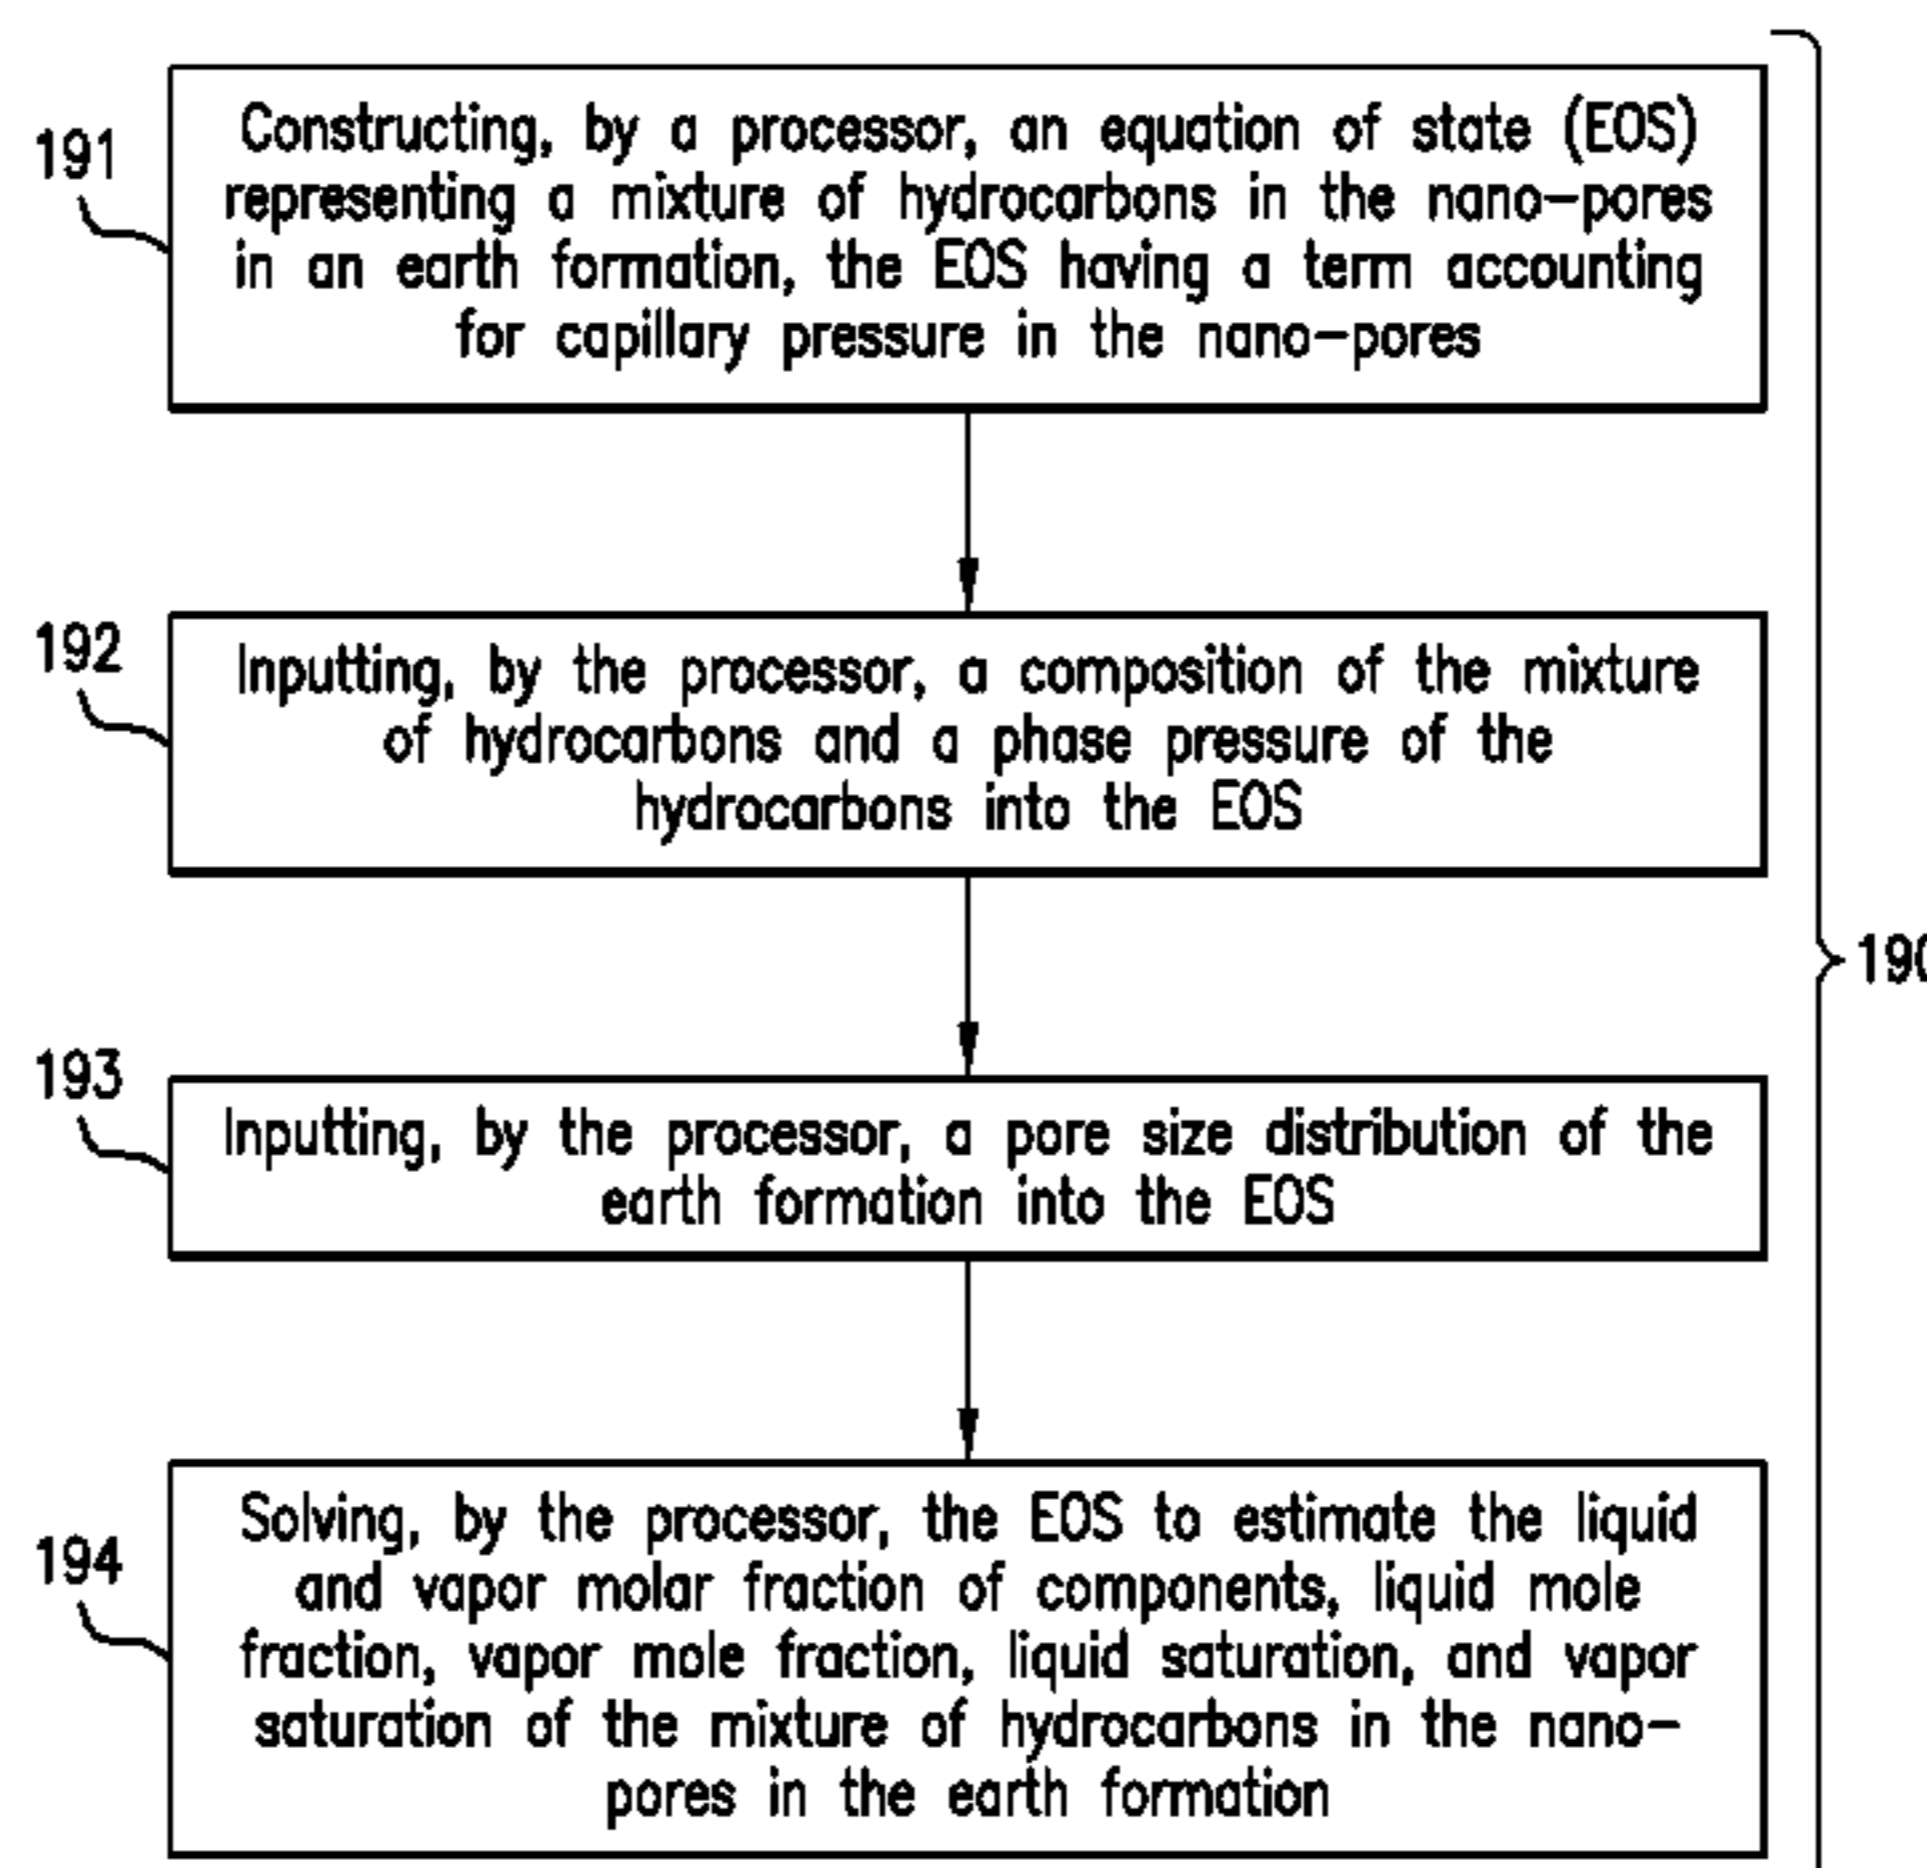 191
Constructing, by a processor, an equation of state (EOS)
representing a mixture of hydrocarbons in the nano-pores
in an earth formation, the EOS having a term accounting
for capillary pressure in the nano-pores
192
Inputting, by the processor, a composition of the mixture
of hydrocarbons and a phase pressure of the
hydrocarbons into the EOS
190
193
Inputting, by the processor, a pore size distribution of the
earth formation into the EOS
194
Solving, by the processor, the EOS to estimate the liquid
and vapor molar fraction of components, liquid mole
fraction, vapor mole fraction, liquid saturation, and vapor
saturation of the mixture of hydrocarbons in the nano-
pores in the earth formation